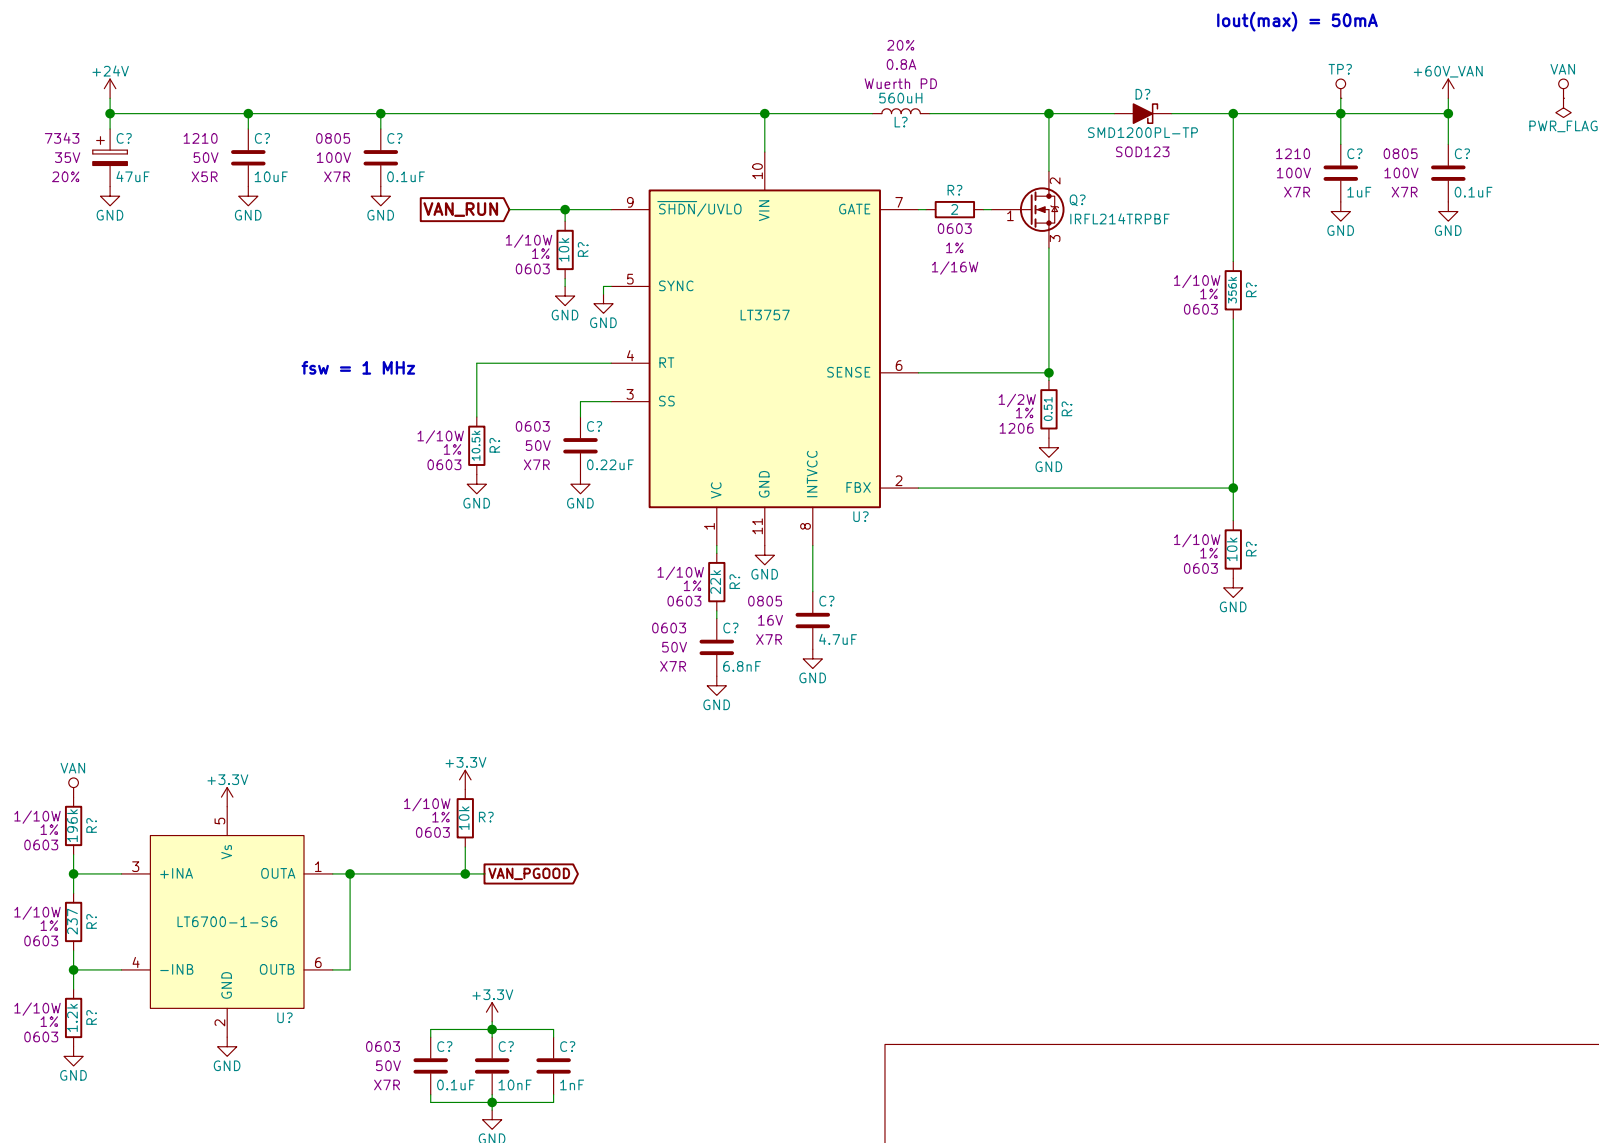 Iout(max) = 50mA
+24V
7343
35V
20%
+
C?
47uF
GND
1210
50V
X5R
C?
10uF
GND
0805
100V
X7R
C?
0.1uF
GND
20%
0.8A
Wuerth PD
560uH
L?
D?
SMD1200PL-TP
SOD123
TP?
+60V_VAN
VAN
PWR_FLAG
1210
100V
X7R
C?
1uF
GND
0805
100V
X7R
C?
0.1uF
GND
VAN_RUN
1/10W
1%
0603
10k
R?
GND
GND
9
SHDN/UVLO
5
SYNC
4
RT
3
SS
10
VIN
LT3757
GATE
7
SENSE
6
FBX
2
VC
1
GND
11
INTVCC
8
U?
R?
2
0603
1%
1/16W
1
2
3
Q?
IRFL214TRPBF
1/10W
1%
0603
356k
R?
fsw = 1 MHz
1/10W
1%
0603
10.5k
R?
GND
0603
50V
X7R
C?
0.22uF
GND
1/2W
1%
1206
0.51
R?
GND
1/10W
1%
0603
10k
R?
GND
1/10W
1%
0603
22k
R?
GND
0603
50V
X7R
C?
6.8nF
GND
0805
16V
X7R
C?
4.7uF
GND
VAN
1/10W
1%
0603
196k
R?
1/10W
1%
0603
237
R?
1/10W
1%
0603
1.2k
R?
GND
+3.3V
5
Vs
3
+INA
4
-INB
LT6700-1-S6
OUTA
1
OUTB
6
GND
2
U?
GND
+3.3V
1/10W
1%
0603
10k
R?
VAN_PGOOD
+3.3V
0603
50V
X7R
C?
0.1uF
C?
10nF
C?
1nF
GND